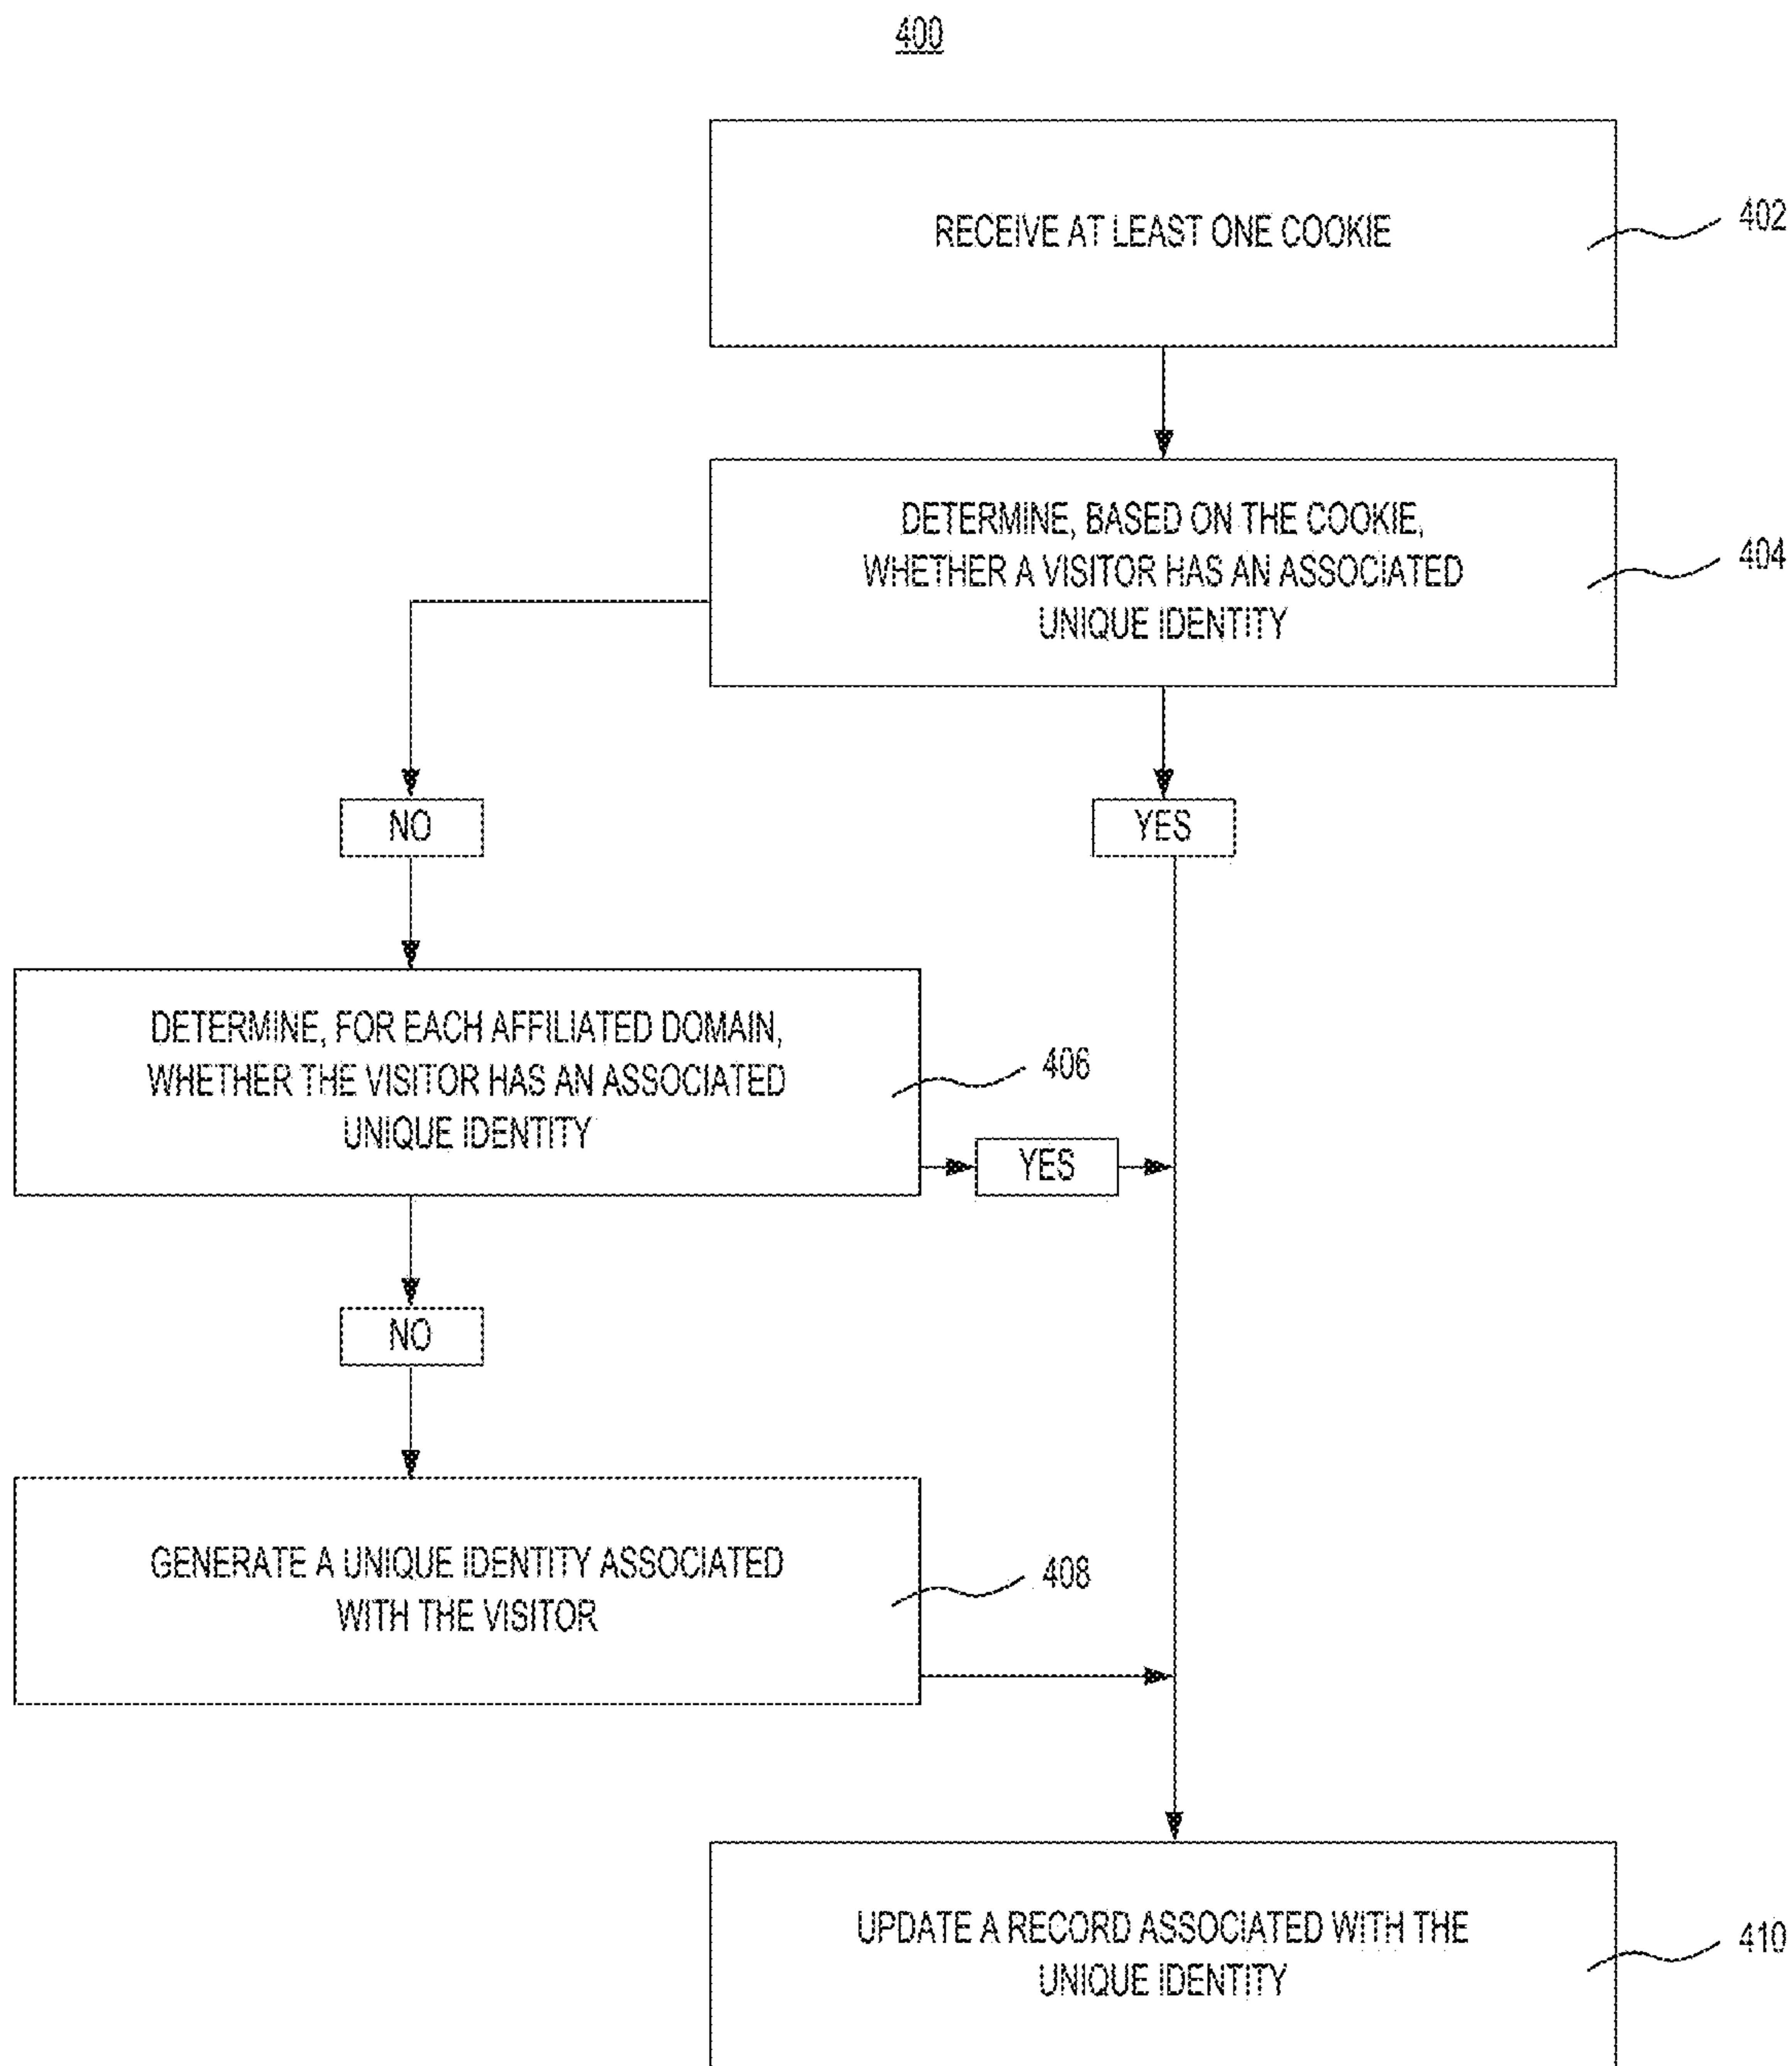 400
RECEIVE AT LEAST ONE COOKIE
402
DETERMINE, BASED ON THE COOKIE,
WHETHER A VISITOR HAS AN ASSOCIATED
UNIQUE IDENTITY
404
NO
YES
DETERMINE, FOR EACH AFFILIATED DOMAIN,
WHETHER THE VISITOR HAS AN ASSOCIATED
UNIQUE IDENTITY
406
YES
NO
GENERATE A UNIQUE IDENTITY ASSOCIATED
WITH THE VISITOR
408
UPDATE A RECORD ASSOCIATED WITH THE
UNIQUE IDENTITY
410